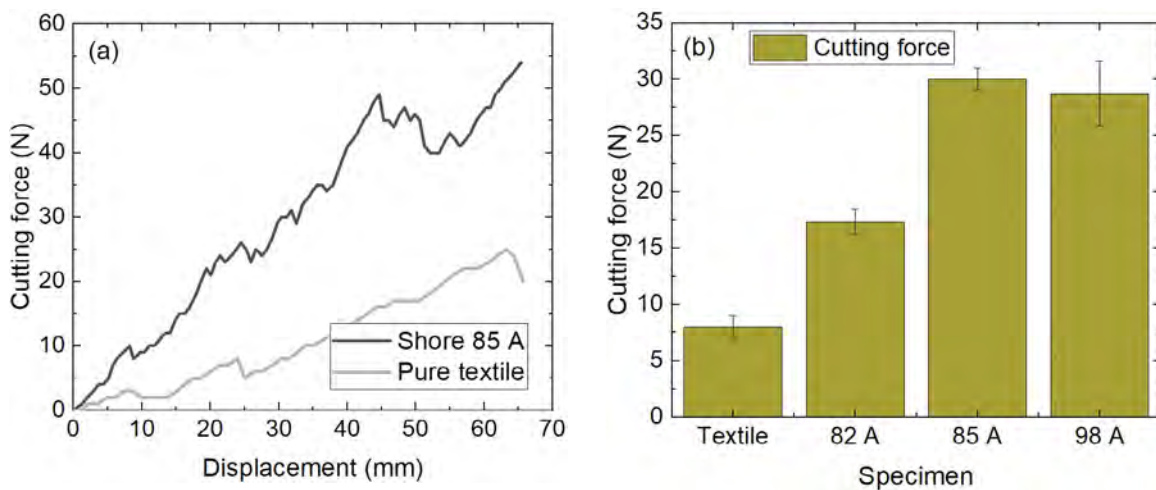 (a)
60
50
40
30
20
10
0
Cutting force (N)
Shore 85 A
Pure textile
0 10 20 30 40 50 60 70
Displacement (mm)
(b)
Cutting force
35
30
25
20
15
10
5
0
Cutting force (N)
Textile 82 A 85 A 98 A
Specimen